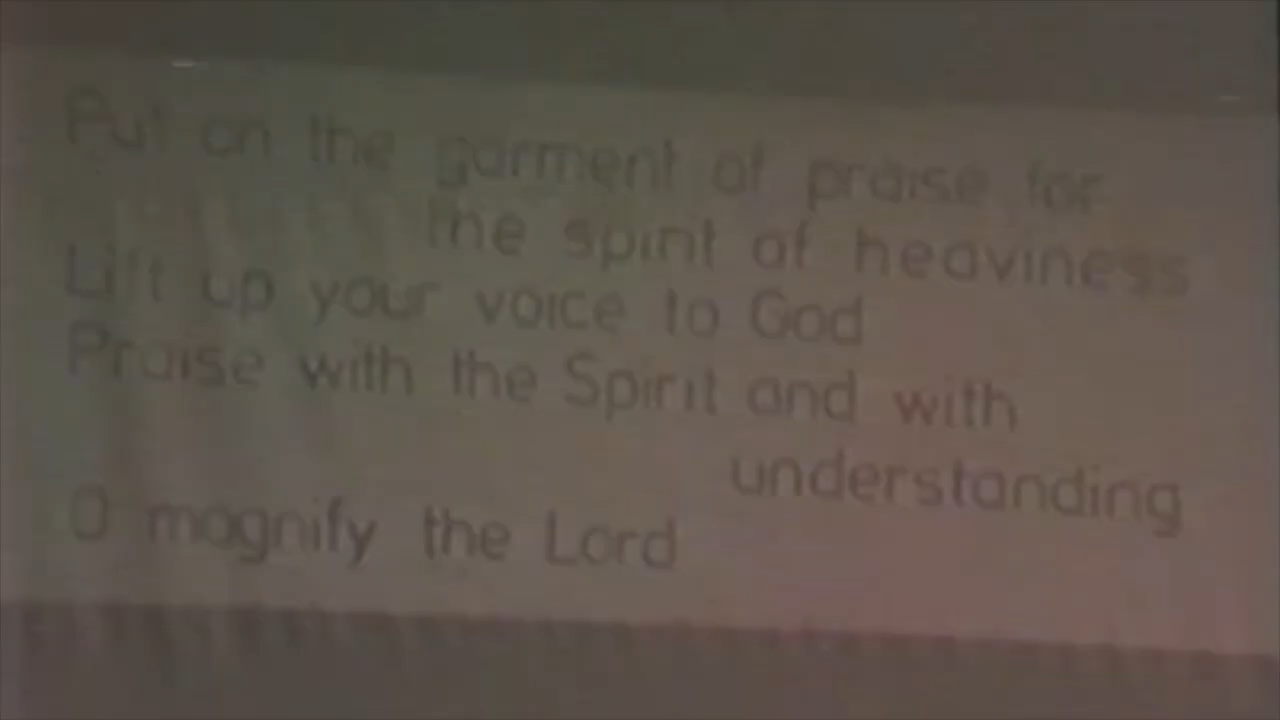 Put on the garment of praise for
the spirit of heaviness
Lift up your voice to God
Praise with the Spirit and with
understanding
O magnify the Lord